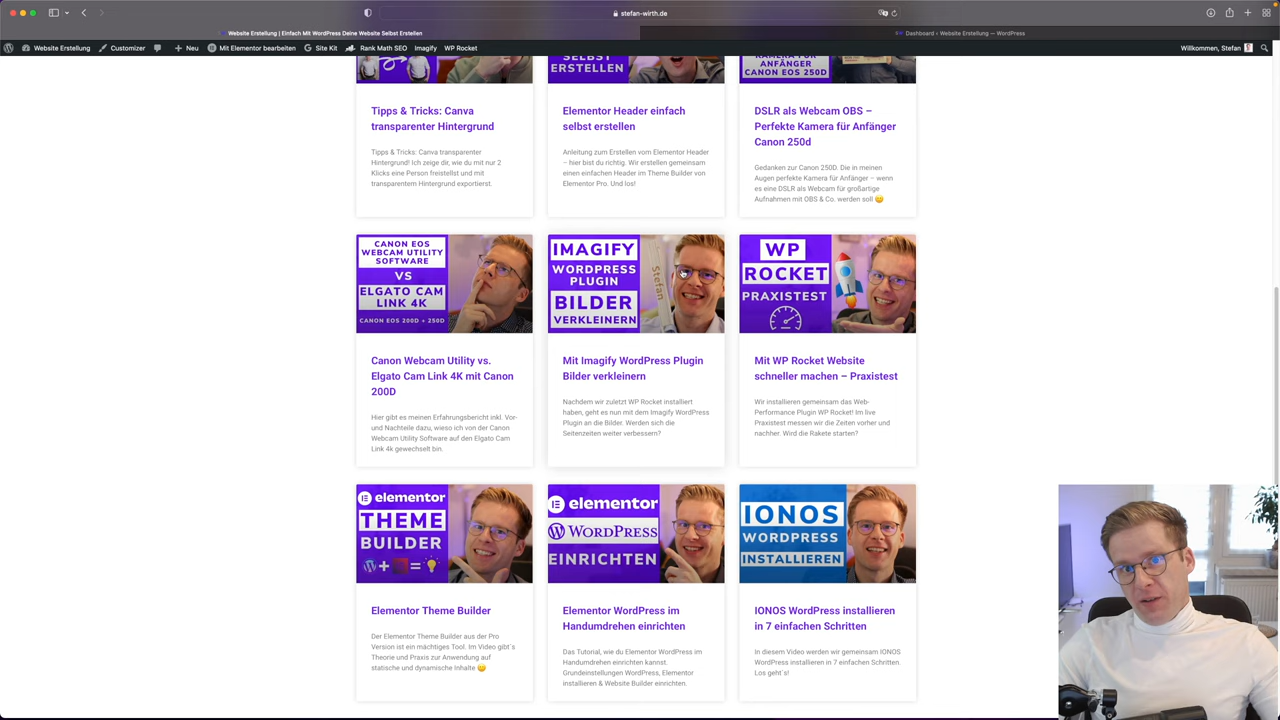 stefan-wirth.de
Website Erstellung | Einfach Mit WordPress Deine Website Selbst Erstellen
Dashboard ‹ Website Erstellung — WordPress
Website Erstellung
Customizer
Neu
Mit Elementor bearbeiten
Site Kit
Rank Math SEO
Imagify
WP Rocket
Willkommen, Stefan
SELBST
ERSTELLEN
KAMERA FÜR
ANFÄNGER
CANON EOS 250D
Tipps & Tricks: Canva
transparenter Hintergrund
Tipps & Tricks: Canva transparenter
Hintergrund! Ich zeige dir, wie du mit nur 2
Klicks eine Person freistellst und mit
transparentem Hintergrund exportierst.
Elementor Header einfach
selbst erstellen
Anleitung zum Erstellen vom Elementor Header
– hier bist du richtig. Wir erstellen gemeinsam
einen einfachen Header im Theme Builder von
Elementor Pro. Und los!
DSLR als Webcam OBS –
Perfekte Kamera für Anfänger
Canon 250d
Gedanken zur Canon 250D. Die in meinen
Augen perfekte Kamera für Anfänger – wenn
es eine DSLR als Webcam für großartige
Aufnahmen mit OBS & Co. werden soll 😄
CANON EOS
WEBCAM UTILITY
SOFTWARE
VS
ELGATO CAM
LINK 4K
CANON EOS 200D + 250D
Canon Webcam Utility vs.
Elgato Cam Link 4K mit Canon
200D
Hier gibt es meinen Erfahrungsbericht inkl. Vor-
und Nachteile dazu, wieso ich von der Canon
Webcam Utility Software auf den Elgato Cam
Link 4k gewechselt bin.
IMAGIFY
WORDPRESS
PLUGIN
BILDER
VERKLEINERN
Stefan
Mit Imagify WordPress Plugin
Bilder verkleinern
Nachdem wir zuletzt WP Rocket installiert
haben, geht es nun mit dem Imagify WordPress
Plugin an die Bilder. Werden sich die
Seitenzeiten weiter verbessern?
WP
ROCKET
PRAXISTEST
Mit WP Rocket Website
schneller machen – Praxistest
Wir installieren gemeinsam das Web-
Performance Plugin WP Rocket! Im live
Praxistest messen wir die Zeiten vorher und
nachher. Wird die Rakete starten?
elementor
THEME
BUILDER
Elementor Theme Builder
Der Elementor Theme Builder aus der Pro
Version ist ein mächtiges Tool. Im Video gibt´s
Theorie und Praxis zur Anwendung auf
statische und dynamische Inhalte 😄
elementor
WORDPRESS
EINRICHTEN
Elementor WordPress im
Handumdrehen einrichten
Das Tutorial, wie du Elementor WordPress im
Handumdrehen einrichten kannst.
Grundeinstellungen WordPress, Elementor
installieren & Website Builder einrichten.
IONOS
WORDPRESS
INSTALLIEREN
IONOS WordPress installieren
in 7 einfachen Schritten
In diesem Video werden wir gemeinsam IONOS
WordPress installieren in 7 einfachen Schritten.
Los geht´s!